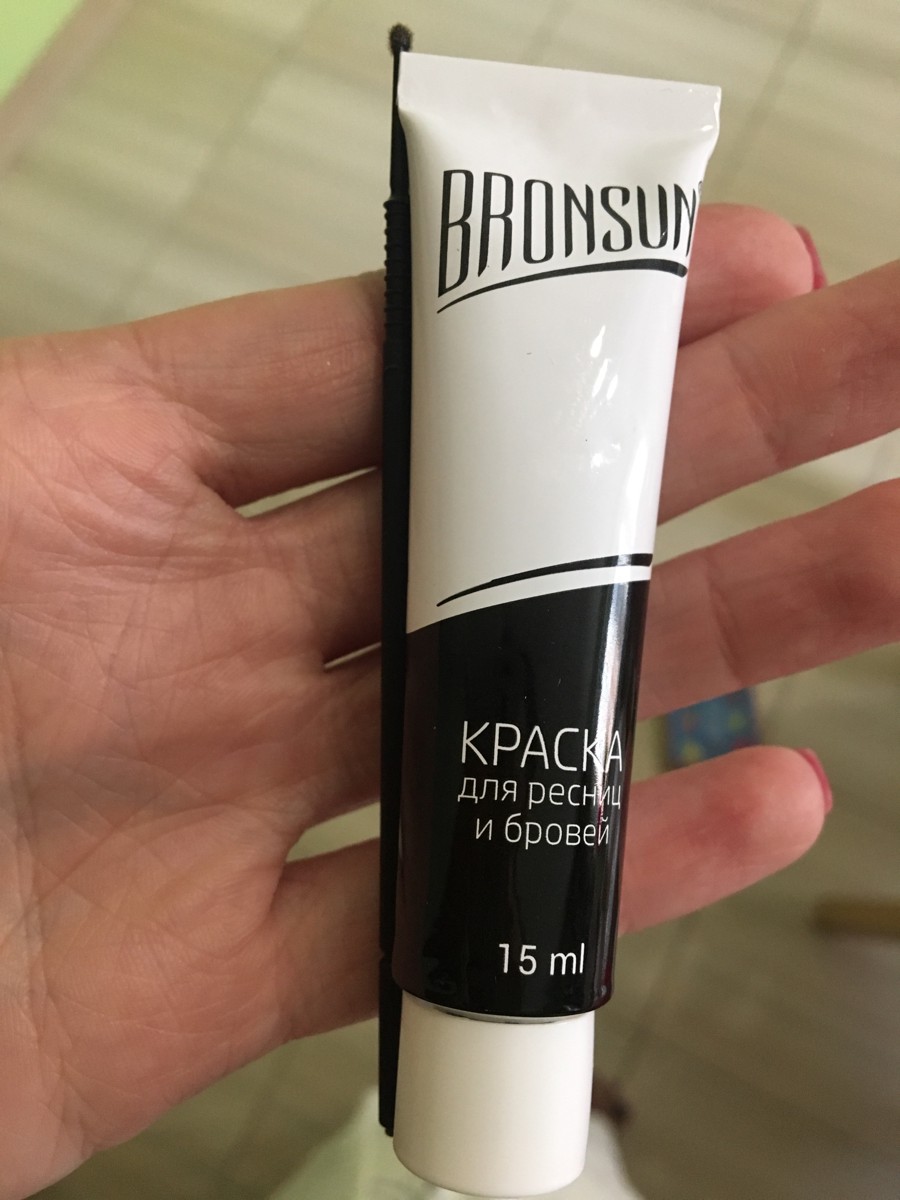 BRONSUN
КРАСКА
для ресниц
и бровей
15 ml